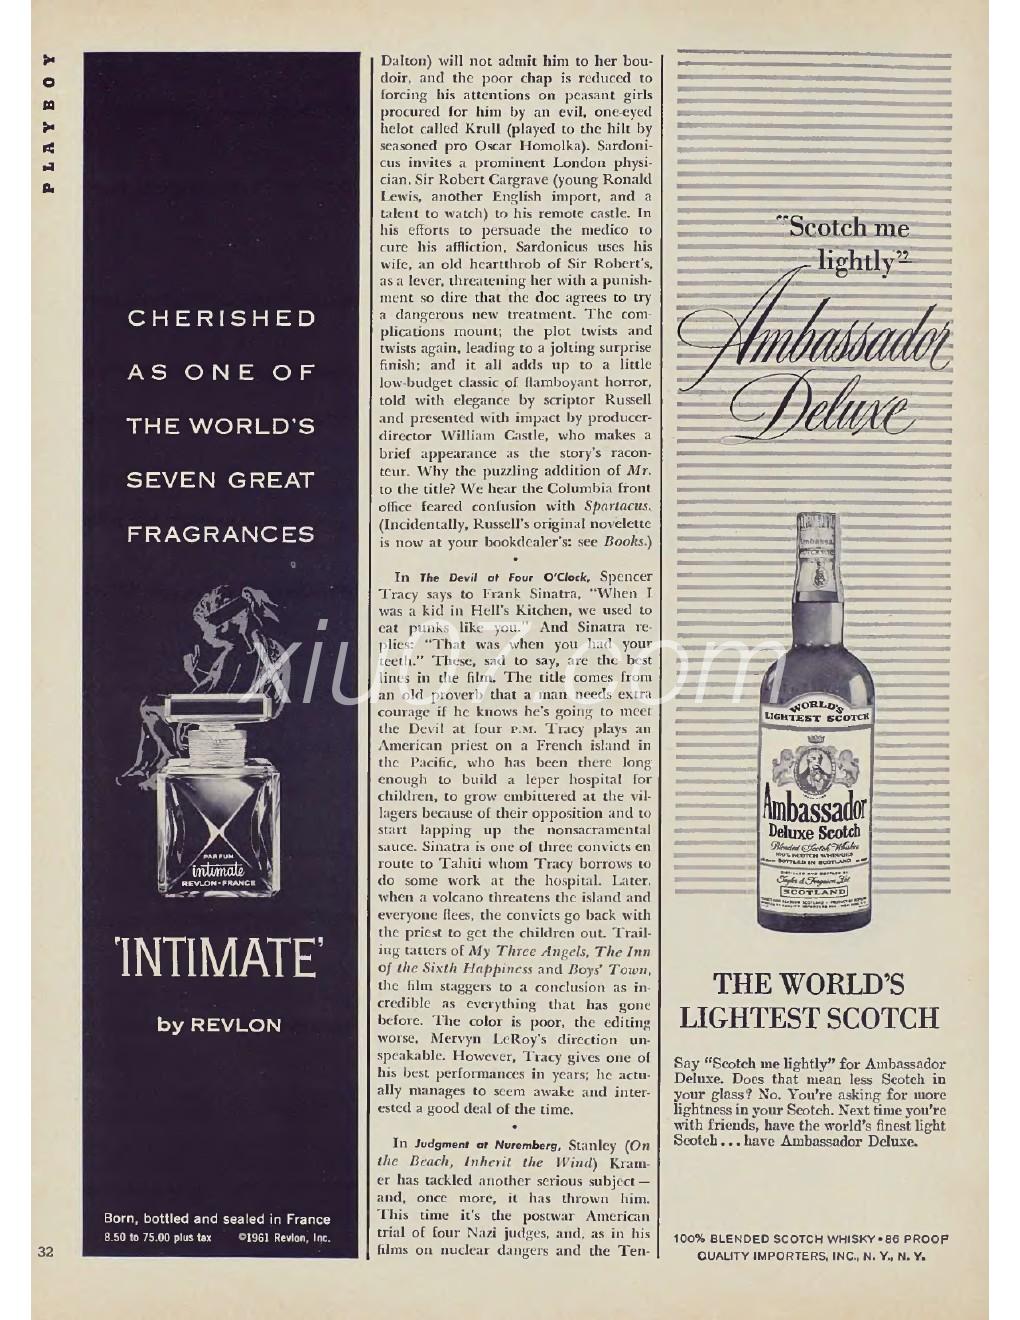 PLAYBOY
CHERISHED
AS ONE OF
THE WORLD'S
SEVEN GREAT
FRAGRANCES
PARFUM
intimate
REVLON-FRANCE
'INTIMATE'
by REVLON
Born, bottled and sealed in France
8.50 to 75.00 plus tax ©1961 Revlon, Inc.
32
Dalton) will not admit him to her bou-
doir, and the poor chap is reduced to
forcing his attentions on peasant girls
procured for him by an evil, one-eyed
helot called Krull (played to the hilt by
seasoned pro Oscar Homolka). Sardoni-
cus invites a prominent London physi-
cian, Sir Robert Cargrave (young Ronald
Lewis, another English import, and a
talent to watch) to his remote castle. In
his efforts to persuade the medico to
cure his affliction, Sardonicus uses his
wife, an old heartthrob of Sir Robert's,
as a lever, threatening her with a punish-
ment so dire that the doc agrees to try
a dangerous new treatment. The com-
plications mount; the plot twists and
twists again, leading to a jolting surprise
finish; and it all adds up to a little
low-budget classic of flamboyant horror,
told with elegance by scriptor Russell
and presented with impact by producer-
director William Castle, who makes a
brief appearance as the story's racon-
teur. Why the puzzling addition of Mr.
to the title? We hear the Columbia front
office feared confusion with Spartacus.
(Incidentally, Russell's original novelette
is now at your bookdealer's: see Books.)
•
In The Devil at Four O'Clock, Spencer
Tracy says to Frank Sinatra, "When I
was a kid in Hell's Kitchen, we used to
eat punks like you." And Sinatra re-
plies: "That was when you had your
teeth." These, sad to say, are the best
lines in the film. The title comes from
an old proverb that a man needs extra
courage if he knows he's going to meet
the Devil at four P.M. Tracy plays an
American priest on a French island in
the Pacific, who has been there long
enough to build a leper hospital for
children, to grow embittered at the vil-
lagers because of their opposition and to
start lapping up the nonsacramental
sauce. Sinatra is one of three convicts en
route to Tahiti whom Tracy borrows to
do some work at the hospital. Later,
when a volcano threatens the island and
everyone flees, the convicts go back with
the priest to get the children out. Trail-
ing tatters of My Three Angels, The Inn
of the Sixth Happiness and Boys' Town,
the film staggers to a conclusion as in-
credible as everything that has gone
before. The color is poor, the editing
worse, Mervyn LeRoy's direction un-
speakable. However, Tracy gives one of
his best performances in years; he actu-
ally manages to seem awake and inter-
ested a good deal of the time.
•
In Judgment at Nuremberg, Stanley (On
the Beach, Inherit the Wind) Kram-
er has tackled another serious subject —
and, once more, it has thrown him.
This time it's the postwar American
trial of four Nazi judges, and, as in his
films on nuclear dangers and the Ten-
"Scotch me
lightly"
Ambassador
Deluxe
WORLD'S
LIGHTEST SCOTCH
Ambassador
Deluxe Scotch
Blended Scotch Whiskies
100% SCOTCH WHISKIES
BOTTLED IN SCOTLAND
Taylor & Ferguson Ltd
SCOTLAND
THE WORLD'S
LIGHTEST SCOTCH
Say "Scotch me lightly" for Ambassador
Deluxe. Does that mean less Scotch in
your glass? No. You're asking for more
lightness in your Scotch. Next time you're
with friends, have the world's finest light
Scotch... have Ambassador Deluxe.
100% BLENDED SCOTCH WHISKY • 86 PROOF
QUALITY IMPORTERS, INC., N. Y., N. Y.
xiu07.com